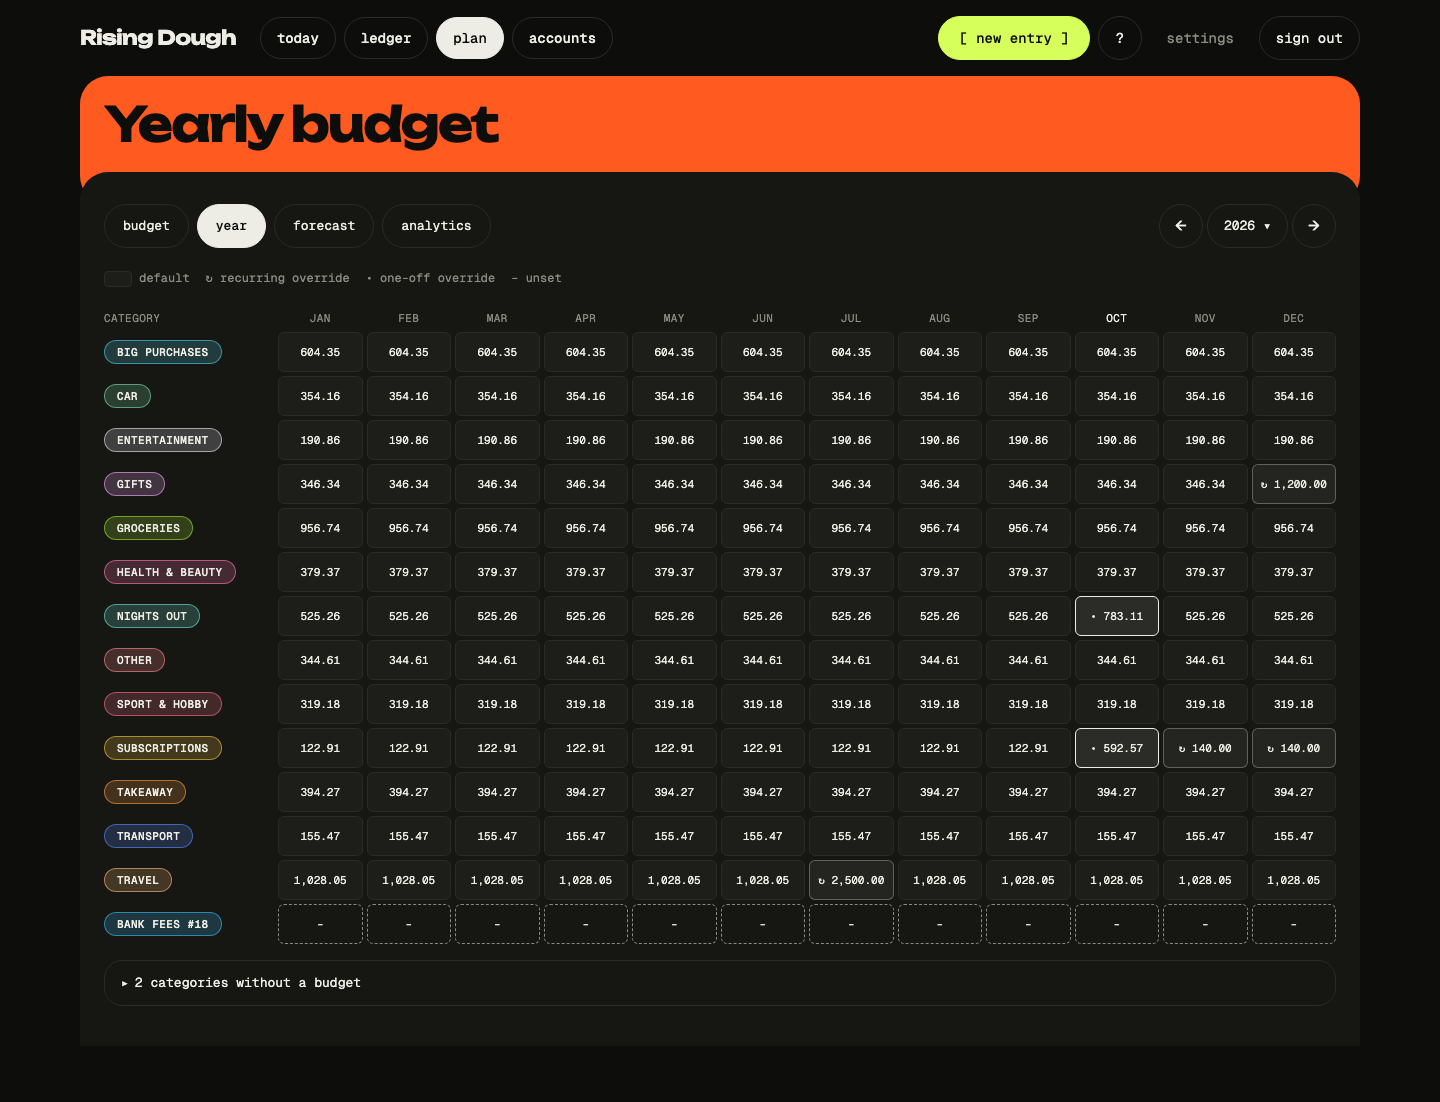 Rising Dough today ledger plan accounts [ new entry ] ? settings sign out
Yearly budget
budget year forecast analytics ← 2026 ▾ →
default ↻ recurring override • one-off override – unset
CATEGORY JAN FEB MAR APR MAY JUN JUL AUG SEP OCT NOV DEC
BIG PURCHASES 604.35 604.35 604.35 604.35 604.35 604.35 604.35 604.35 604.35 604.35 604.35 604.35
CAR 354.16 354.16 354.16 354.16 354.16 354.16 354.16 354.16 354.16 354.16 354.16 354.16
ENTERTAINMENT 190.86 190.86 190.86 190.86 190.86 190.86 190.86 190.86 190.86 190.86 190.86 190.86
GIFTS 346.34 346.34 346.34 346.34 346.34 346.34 346.34 346.34 346.34 346.34 346.34 ↻ 1,200.00
GROCERIES 956.74 956.74 956.74 956.74 956.74 956.74 956.74 956.74 956.74 956.74 956.74 956.74
HEALTH & BEAUTY 379.37 379.37 379.37 379.37 379.37 379.37 379.37 379.37 379.37 379.37 379.37 379.37
NIGHTS OUT 525.26 525.26 525.26 525.26 525.26 525.26 525.26 525.26 525.26 • 783.11 525.26 525.26
OTHER 344.61 344.61 344.61 344.61 344.61 344.61 344.61 344.61 344.61 344.61 344.61 344.61
SPORT & HOBBY 319.18 319.18 319.18 319.18 319.18 319.18 319.18 319.18 319.18 319.18 319.18 319.18
SUBSCRIPTIONS 122.91 122.91 122.91 122.91 122.91 122.91 122.91 122.91 122.91 • 592.57 ↻ 140.00 ↻ 140.00
TAKEAWAY 394.27 394.27 394.27 394.27 394.27 394.27 394.27 394.27 394.27 394.27 394.27 394.27
TRANSPORT 155.47 155.47 155.47 155.47 155.47 155.47 155.47 155.47 155.47 155.47 155.47 155.47
TRAVEL 1,028.05 1,028.05 1,028.05 1,028.05 1,028.05 1,028.05 ↻ 2,500.00 1,028.05 1,028.05 1,028.05 1,028.05 1,028.05
BANK FEES #18 – – – – – – – – – – – –
▸ 2 categories without a budget